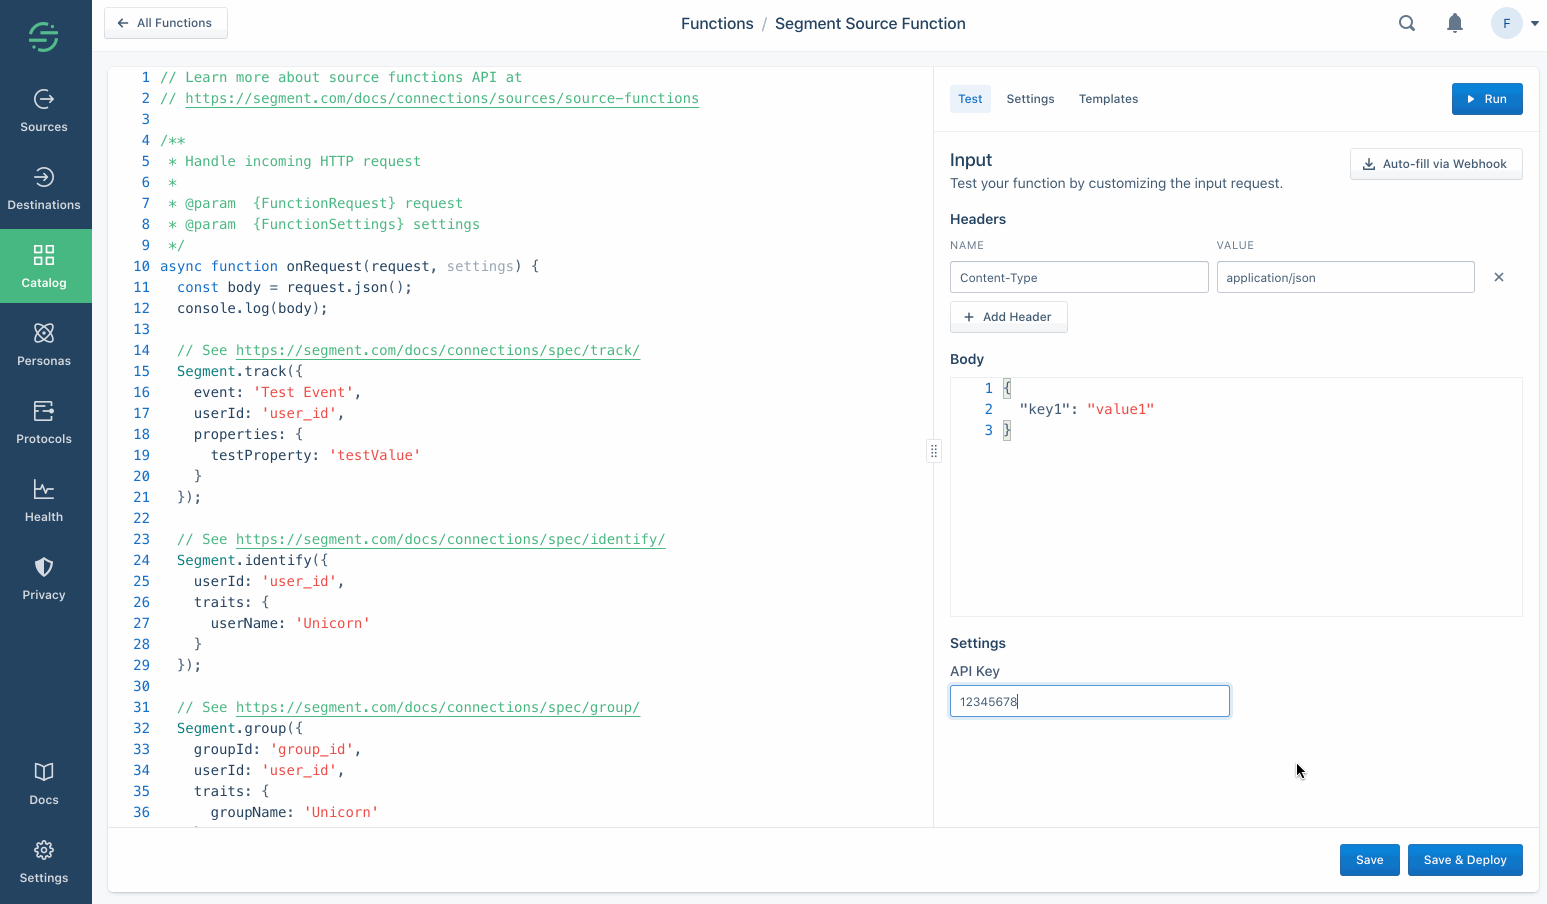 All Functions
Functions / Segment Source Function
F
Sources
Destinations
Catalog
Personas
Protocols
Health
Privacy
Docs
Settings
1 // Learn more about source functions API at
2 // https://segment.com/docs/connections/sources/source-functions
3
4 /**
5 * Handle incoming HTTP request
6 *
7 * @param {FunctionRequest} request
8 * @param {FunctionSettings} settings
9 */
10 async function onRequest(request, settings) {
11 const body = request.json();
12 console.log(body);
13
14 // See https://segment.com/docs/connections/spec/track/
15 Segment.track({
16 event: 'Test Event',
17 userId: 'user_id',
18 properties: {
19 testProperty: 'testValue'
20 }
21 });
22
23 // See https://segment.com/docs/connections/spec/identify/
24 Segment.identify({
25 userId: 'user_id',
26 traits: {
27 userName: 'Unicorn'
28 }
29 });
30
31 // See https://segment.com/docs/connections/spec/group/
32 Segment.group({
33 groupId: 'group_id',
34 userId: 'user_id',
35 traits: {
36 groupName: 'Unicorn'
Test Settings Templates
Run
Input
Auto-fill via Webhook
Test your function by customizing the input request.
Headers
NAME VALUE
Content-Type application/json
+ Add Header
Body
1 {
2 "key1": "value1"
3 }
Settings
API Key
12345678
Save Save & Deploy